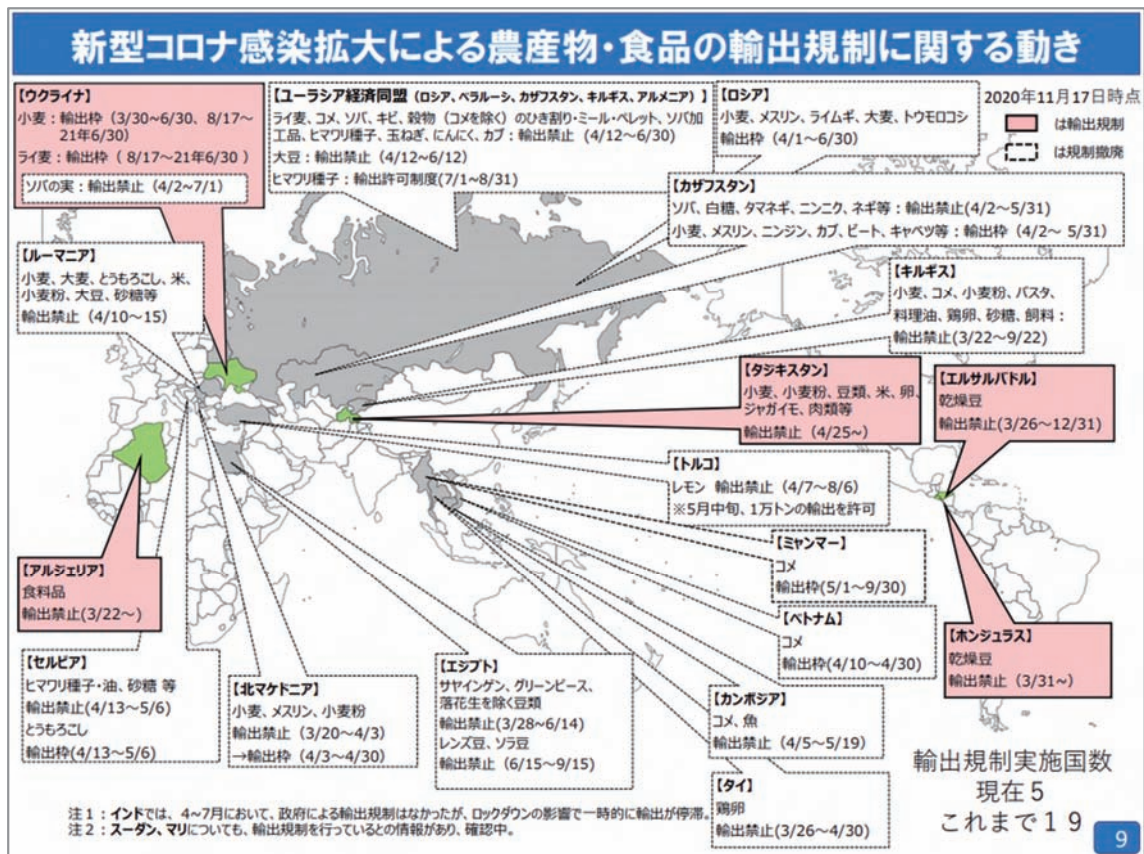 新型コロナ感染拡大による農産物・食品の輸出規制に関する動き
2020年11月17日時点
は輸出規制
は規制撤廃
【ウクライナ】
小麦：輸出枠（3/30~6/30、8/17～
21年6/30）
ライ麦：輸出枠（ 8/17～21年6/30 ）
ソバの実：輸出禁止（4/2~7/1）
【ユーラシア経済同盟（ロシア、ベラルーシ、カザフスタン、キルギス、アルメニア）】
ライ麦、コメ、ソバ、キビ、穀物（コメを除く）のひき割り・ミール・ペレット、ソバ加
工品、ヒマワリ種子、玉ねぎ、にんにく、カブ：輸出禁止（4/12～6/30）
大豆：輸出禁止（4/12~6/12）
ヒマワリ種子：輸出許可制度(7/1～8/31)
【ロシア】
小麦、メスリン、ライムギ、大麦、トウモロコシ
輸出枠（4/1～6/30）
【カザフスタン】
ソバ、白糖、タマネギ、ニンニク、ネギ等：輸出禁止(4/2～5/31)
小麦、メスリン、ニンジン、カブ、ビート、キャベツ等：輸出枠（4/2～ 5/31）
【ルーマニア】
小麦、大麦、とうもろこし、米、
小麦粉、大豆、砂糖等
輸出禁止（4/10～15）
【キルギス】
小麦、コメ、小麦粉、パスタ、
料理油、鶏卵、砂糖、飼料：
輸出禁止(3/22～9/22)
【タジキスタン】
小麦、小麦粉、豆類、米、卵、
ジャガイモ、肉類等
輸出禁止（4/25~）
【エルサルバドル】
乾燥豆
輸出禁止(3/26～12/31)
【トルコ】
レモン 輸出禁止（4/7～8/6）
※5月中旬、1万トンの輸出を許可
【ミャンマー】
コメ
輸出枠(5/1～9/30)
【アルジェリア】
食料品
輸出禁止(3/22～)
【ベトナム】
コメ
輸出枠(4/10～4/30)
【ホンジュラス】
乾燥豆
輸出禁止（3/31~）
【セルビア】
ヒマワリ種子・油、砂糖 等
輸出禁止(4/13～5/6)
とうもろこし
輸出枠(4/13～5/6)
【北マケドニア】
小麦、メスリン、小麦粉
輸出禁止（3/20～4/3）
→輸出枠（4/3～4/30）
【エジプト】
サヤインゲン、グリーンピース、
落花生を除く豆類
輸出禁止(3/28~6/14)
レンズ豆、ソラ豆
輸出禁止（6/15～9/15）
【カンボジア】
コメ、魚
輸出禁止（4/5～5/19）
【タイ】
鶏卵
輸出禁止(3/26～4/30)
輸出規制実施国数
現在５
これまで１９
注１：インドでは、4～7月において、政府による輸出規制はなかったが、ロックダウンの影響で一時的に輸出が停滞。
注２：スーダン、マリについても、輸出規制を行っているとの情報があり、確認中。
9